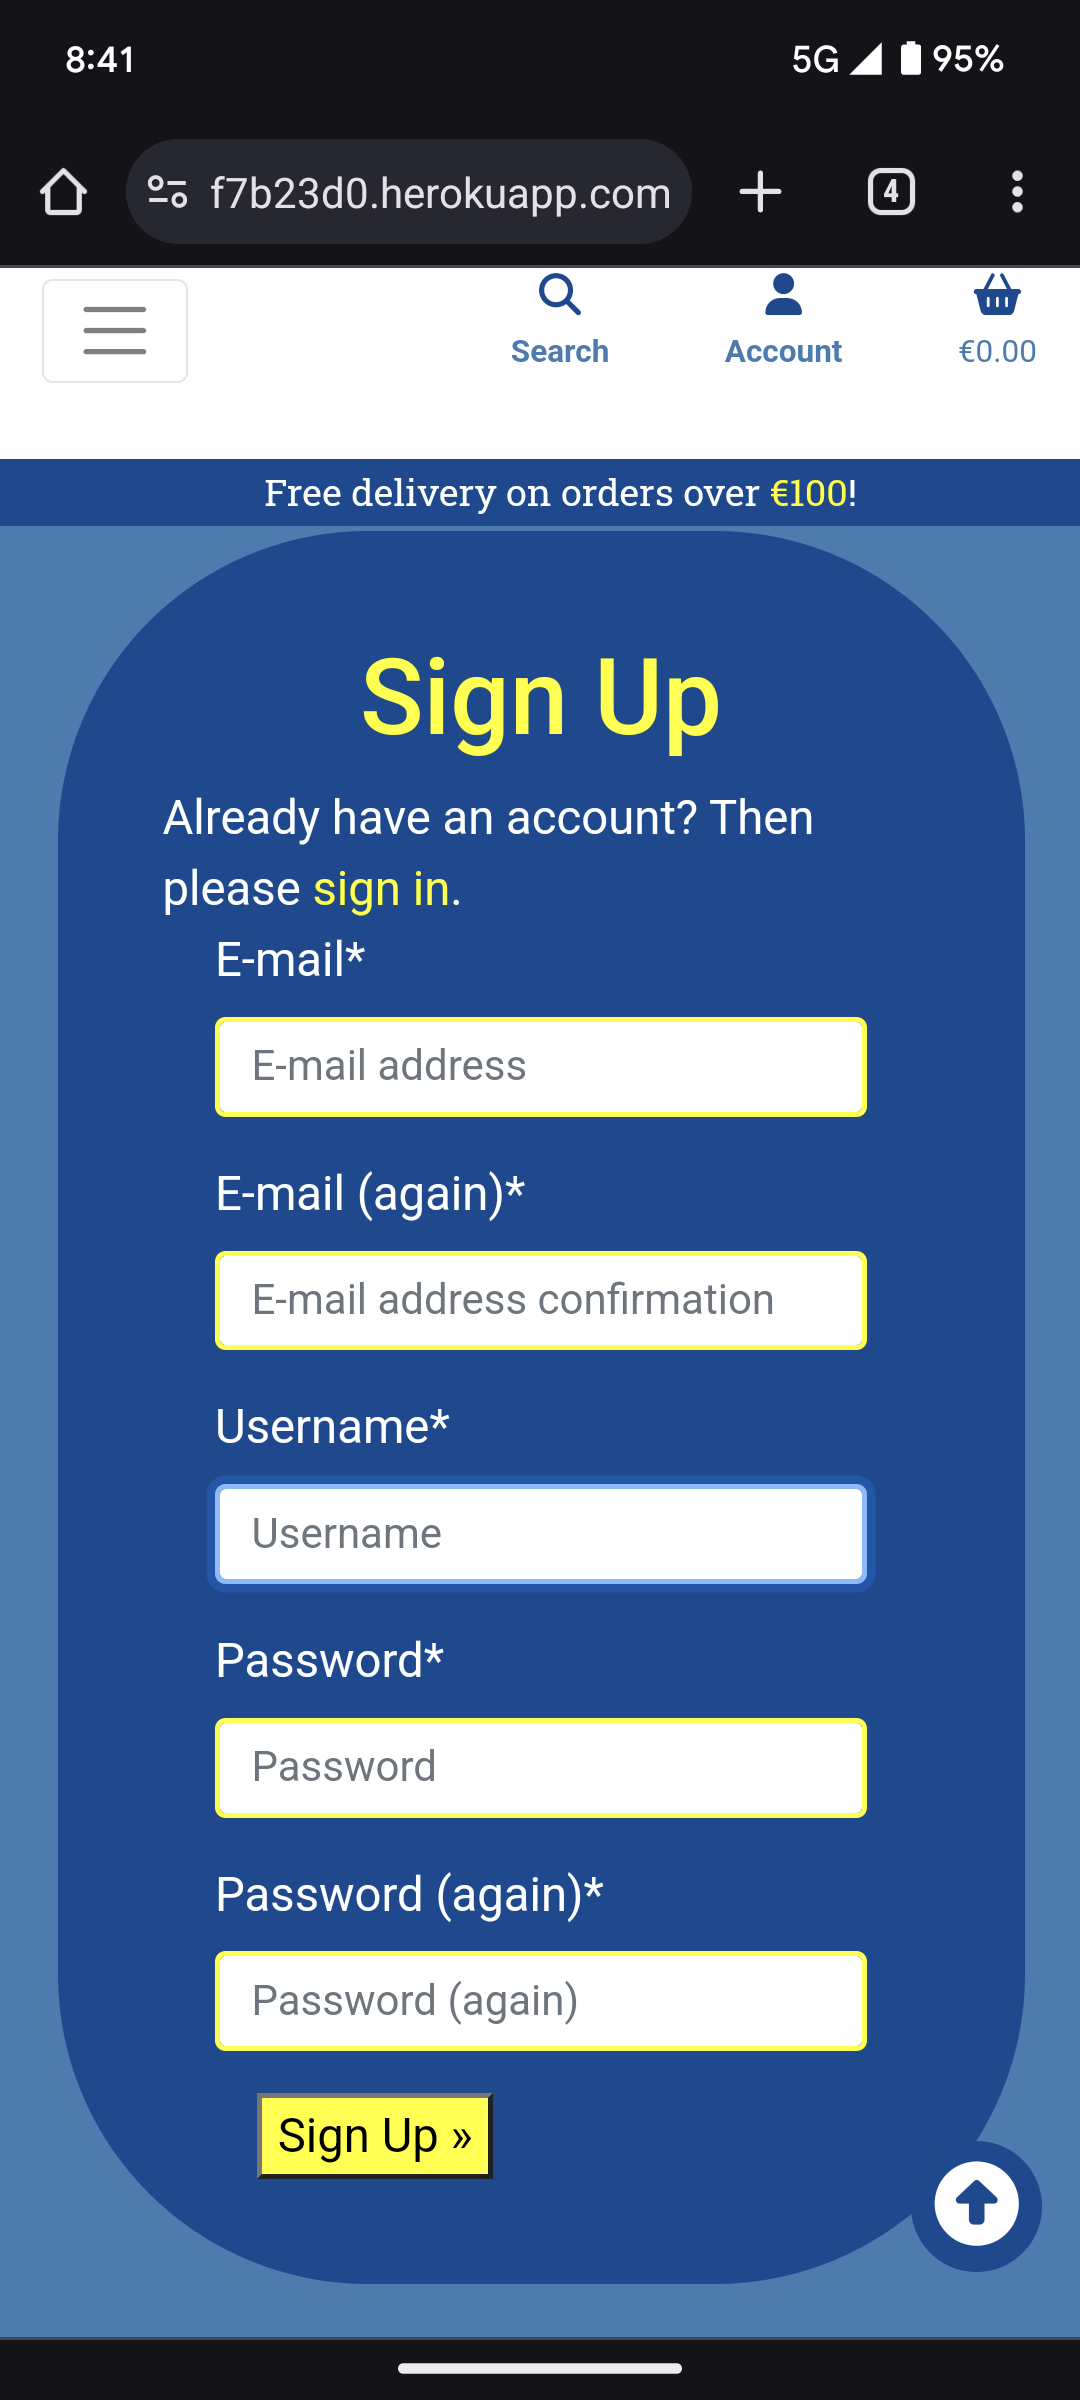 8:41
5G 95%
f7b23d0.herokuapp.com
4
Search
Account
€0.00
Free delivery on orders over €100!
Sign Up
Already have an account? Then
please sign in.
E-mail*
E-mail address
E-mail (again)*
E-mail address confirmation
Username*
Username
Password*
Password
Password (again)*
Password (again)
Sign Up »